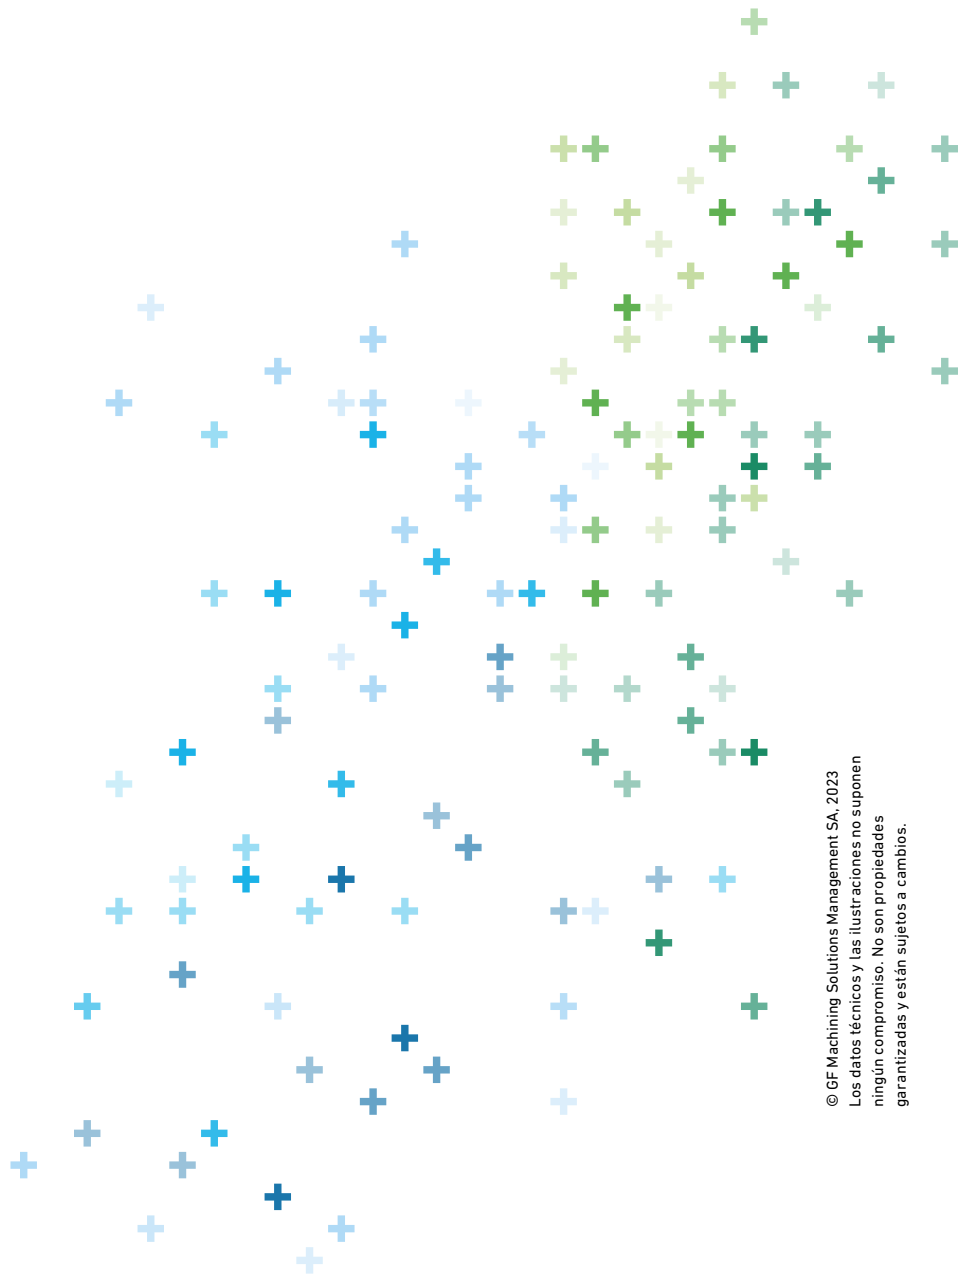 © GF Machining Solutions Management SA, 2023
Los datos técnicos y las ilustraciones no suponen
ningún compromiso. No son propiedades
garantizadas y están sujetos a cambios.